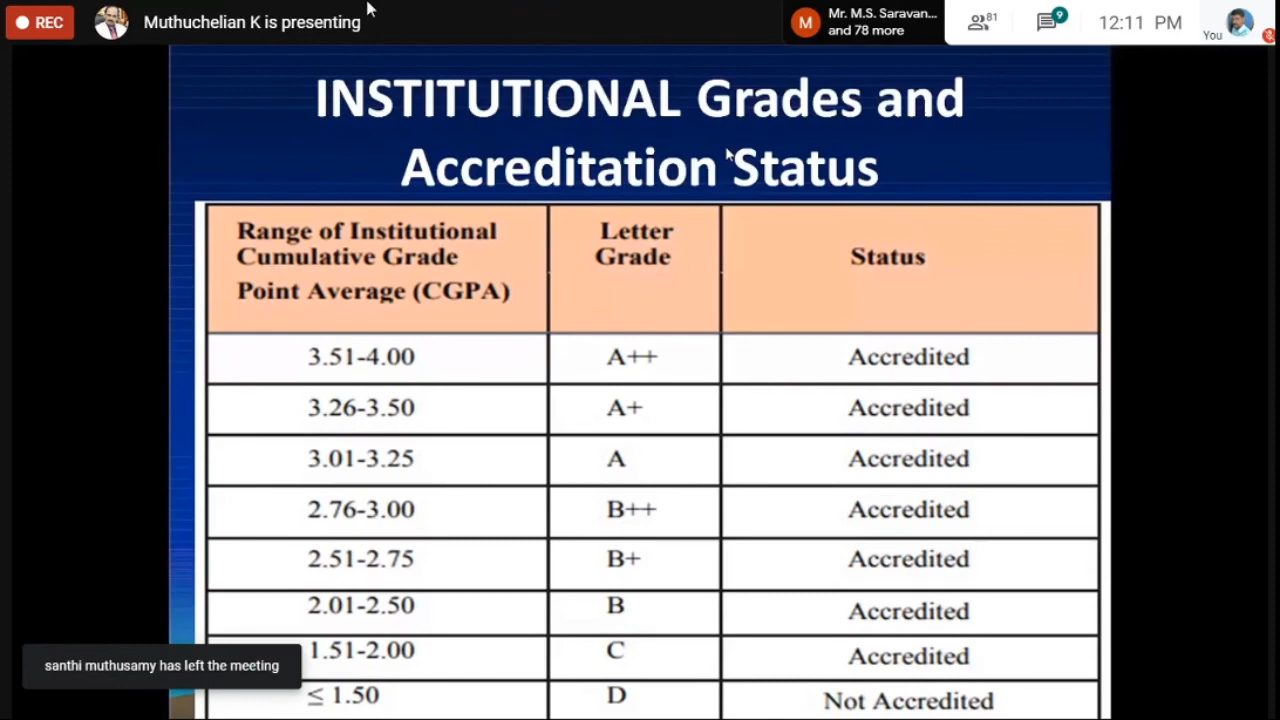 REC
Muthuchelian K is presenting
M
Mr. M.S. Saravan...
and 78 more
81
9
12:11 PM
You
INSTITUTIONAL Grades and
Accreditation Status
Range of Institutional
Cumulative Grade
Point Average (CGPA)
Letter
Grade
Status
3.51-4.00 A++ Accredited
3.26-3.50 A+ Accredited
3.01-3.25 A Accredited
2.76-3.00 B++ Accredited
2.51-2.75 B+ Accredited
2.01-2.50 B Accredited
1.51-2.00 C Accredited
≤ 1.50 D Not Accredited
santhi muthusamy has left the meeting